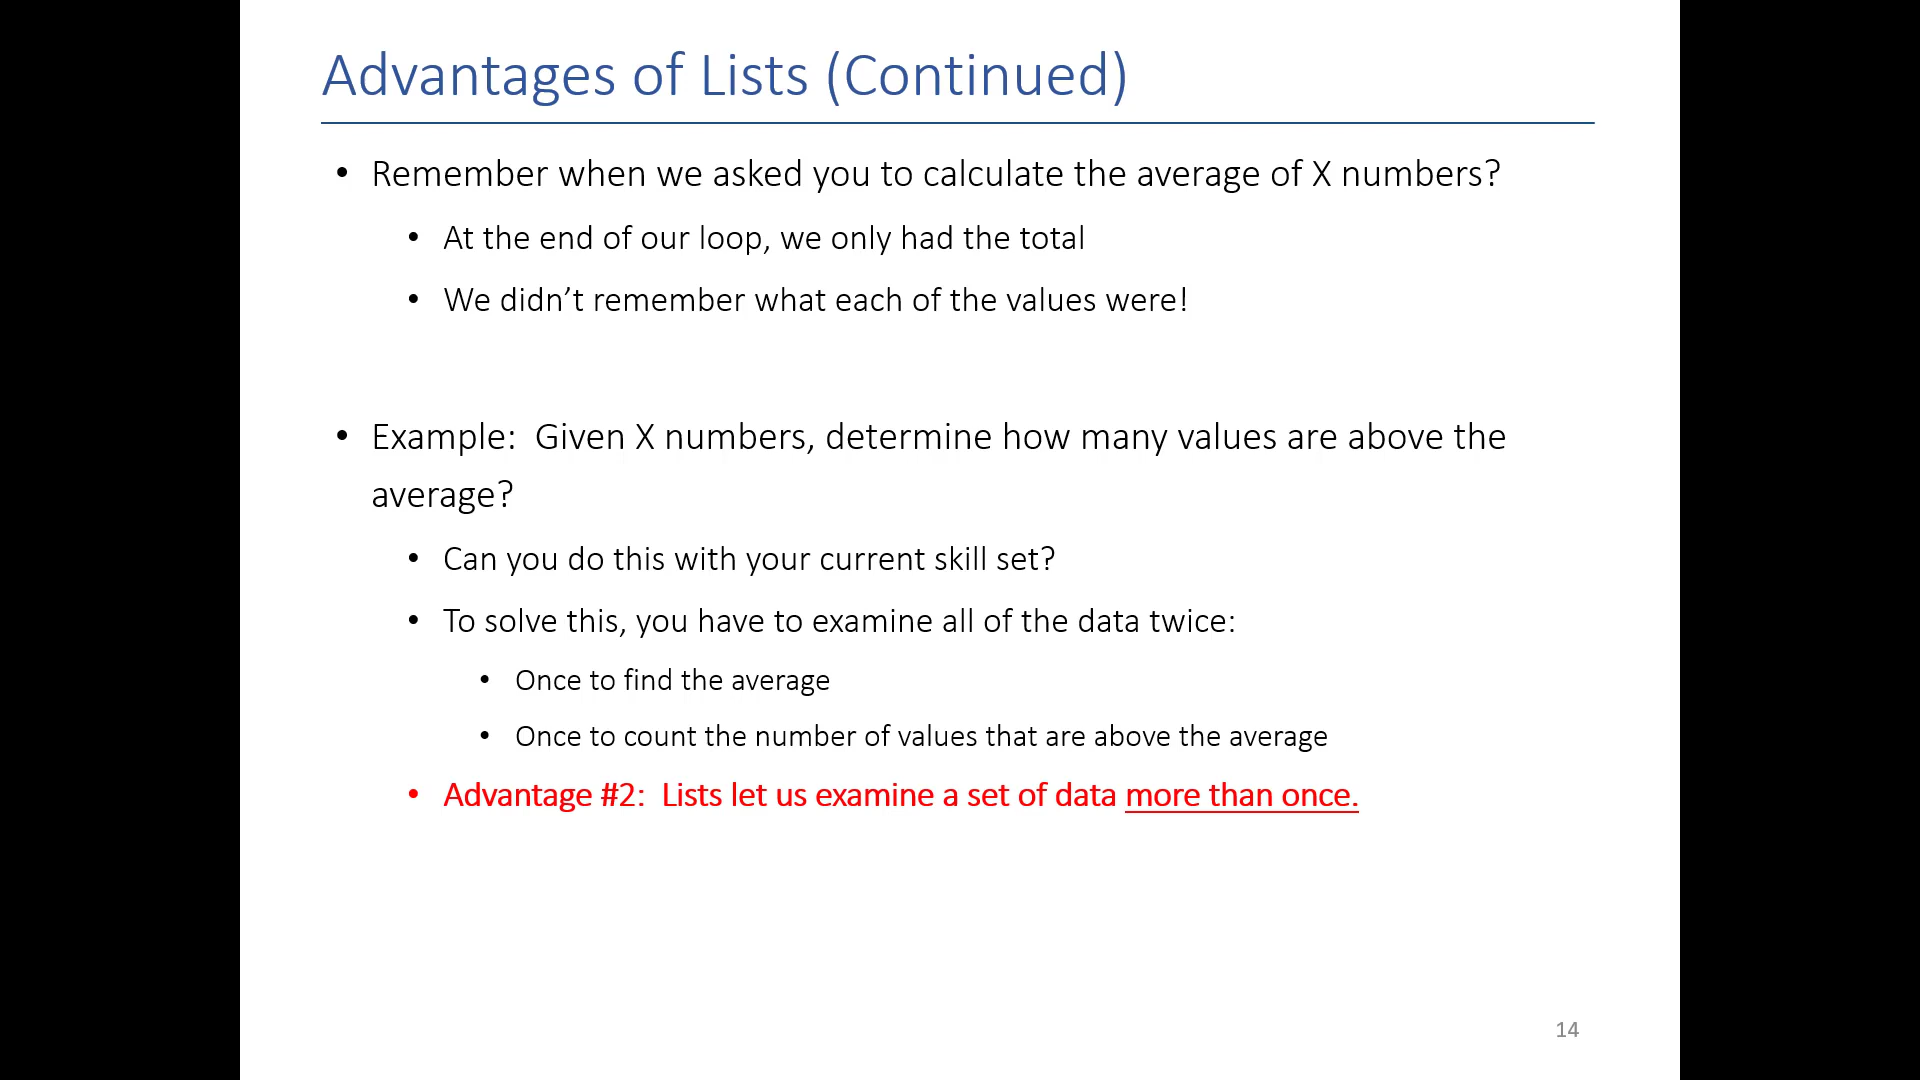 Advantages of Lists (Continued)
• Remember when we asked you to calculate the average of X numbers?
• At the end of our loop, we only had the total
• We didn’t remember what each of the values were!
• Example:  Given X numbers, determine how many values are above the
average?
• Can you do this with your current skill set?
• To solve this, you have to examine all of the data twice:
• Once to find the average
• Once to count the number of values that are above the average
• Advantage #2:  Lists let us examine a set of data more than once.
14